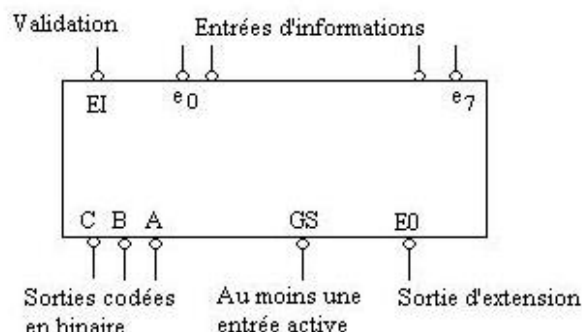 Validation
Entrées d'informations
EI
e0
e7
C B A
GS
E0
Sorties codées
en binaire
Au moins une
entrée active
Sortie d'extension